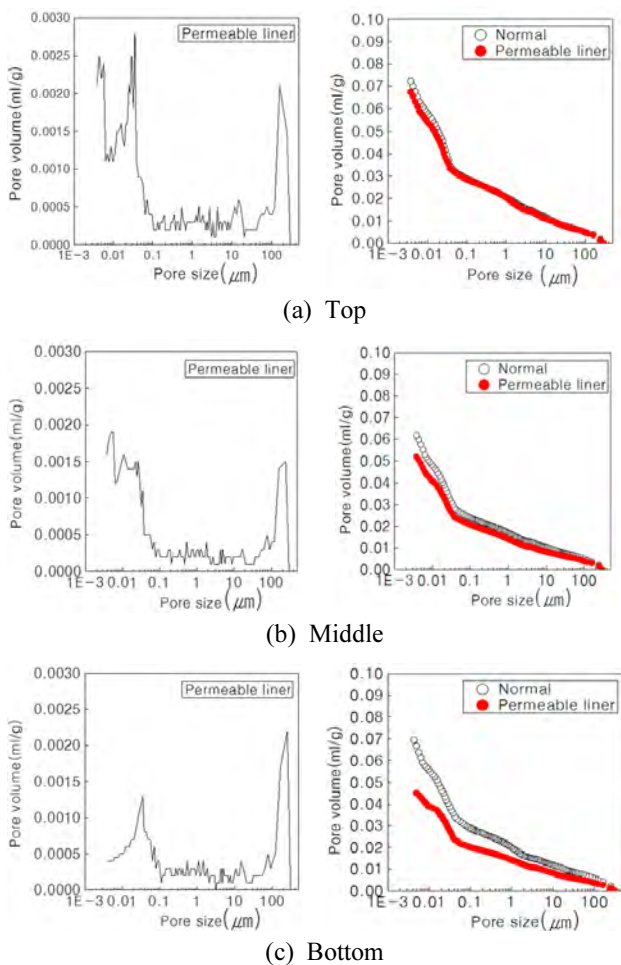 0.0030
0.0025
0.0020
0.0015
0.0010
0.0005
0.0000
Pore volume(ml/g)
Permeable liner
1E-3 0.01 0.1 1 10 100
Pore size(μm)
0.10
0.09
0.08
0.07
0.06
0.05
0.04
0.03
0.02
0.01
0.00
Pore volume(ml/g)
Normal
Permeable liner
1E-3 0.01 0.1 1 10 100
Pore size (μm)
(a) Top
0.0030
0.0025
0.0020
0.0015
0.0010
0.0005
0.0000
Pore volume(ml/g)
Permeable liner
1E-3 0.01 0.1 1 10 100
Pore size(μm)
0.10
0.09
0.08
0.07
0.06
0.05
0.04
0.03
0.02
0.01
0.00
Pore volume(ml/g)
Normal
Permeable liner
1E-3 0.01 0.1 1 10 100
Pore size(μm)
(b) Middle
0.0030
0.0025
0.0020
0.0015
0.0010
0.0005
0.0000
Pore volume(ml/g)
Permeable liner
1E-3 0.01 0.1 1 10 100
Pore size(μm)
0.10
0.09
0.08
0.07
0.06
0.05
0.04
0.03
0.02
0.01
0.00
Pore volume(ml/g)
Normal
Permeable liner
1E-3 0.01 0.1 1 10 100
Pore size(μm)
(c) Bottom